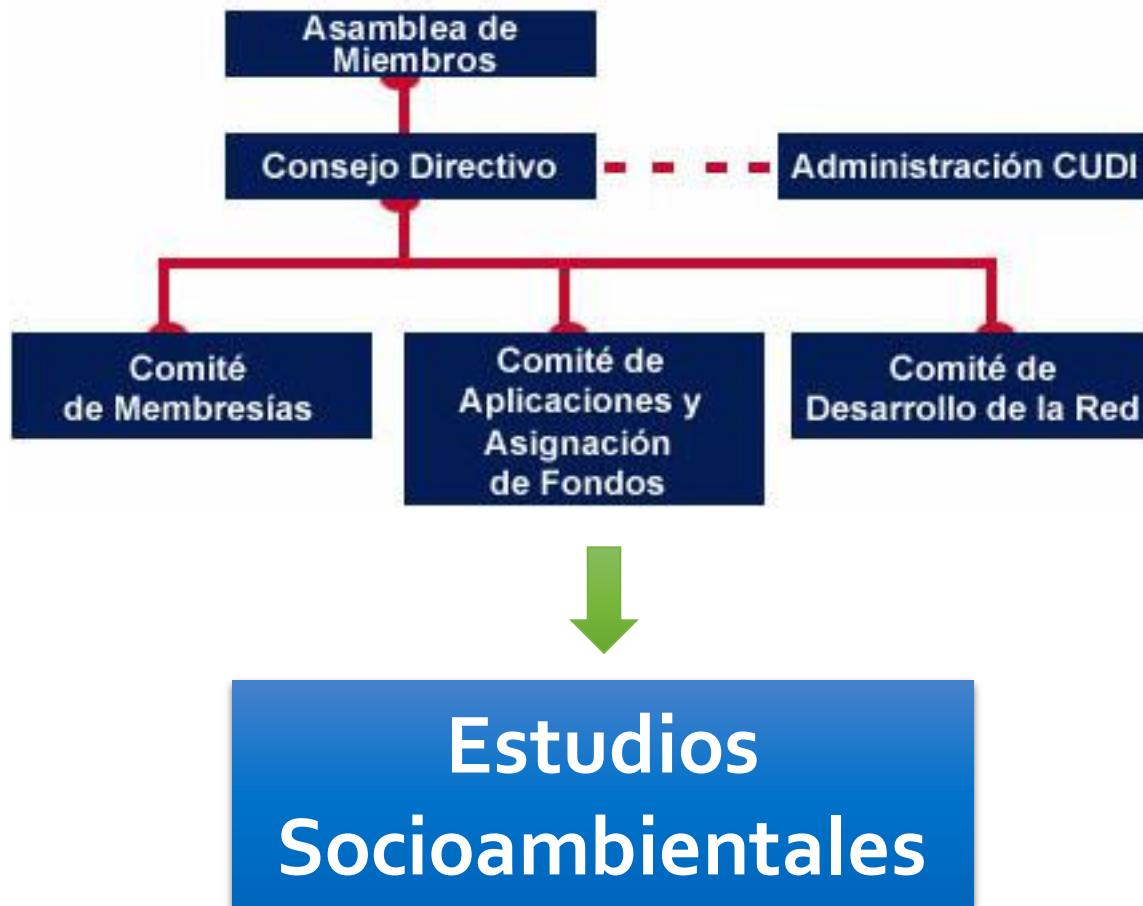 Asamblea de
Miembros
Consejo Directivo
Administración CUDI
Comité
de Membresías
Comité de
Aplicaciones y
Asignación
de Fondos
Comité de
Desarrollo de la Red
Estudios
Socioambientales